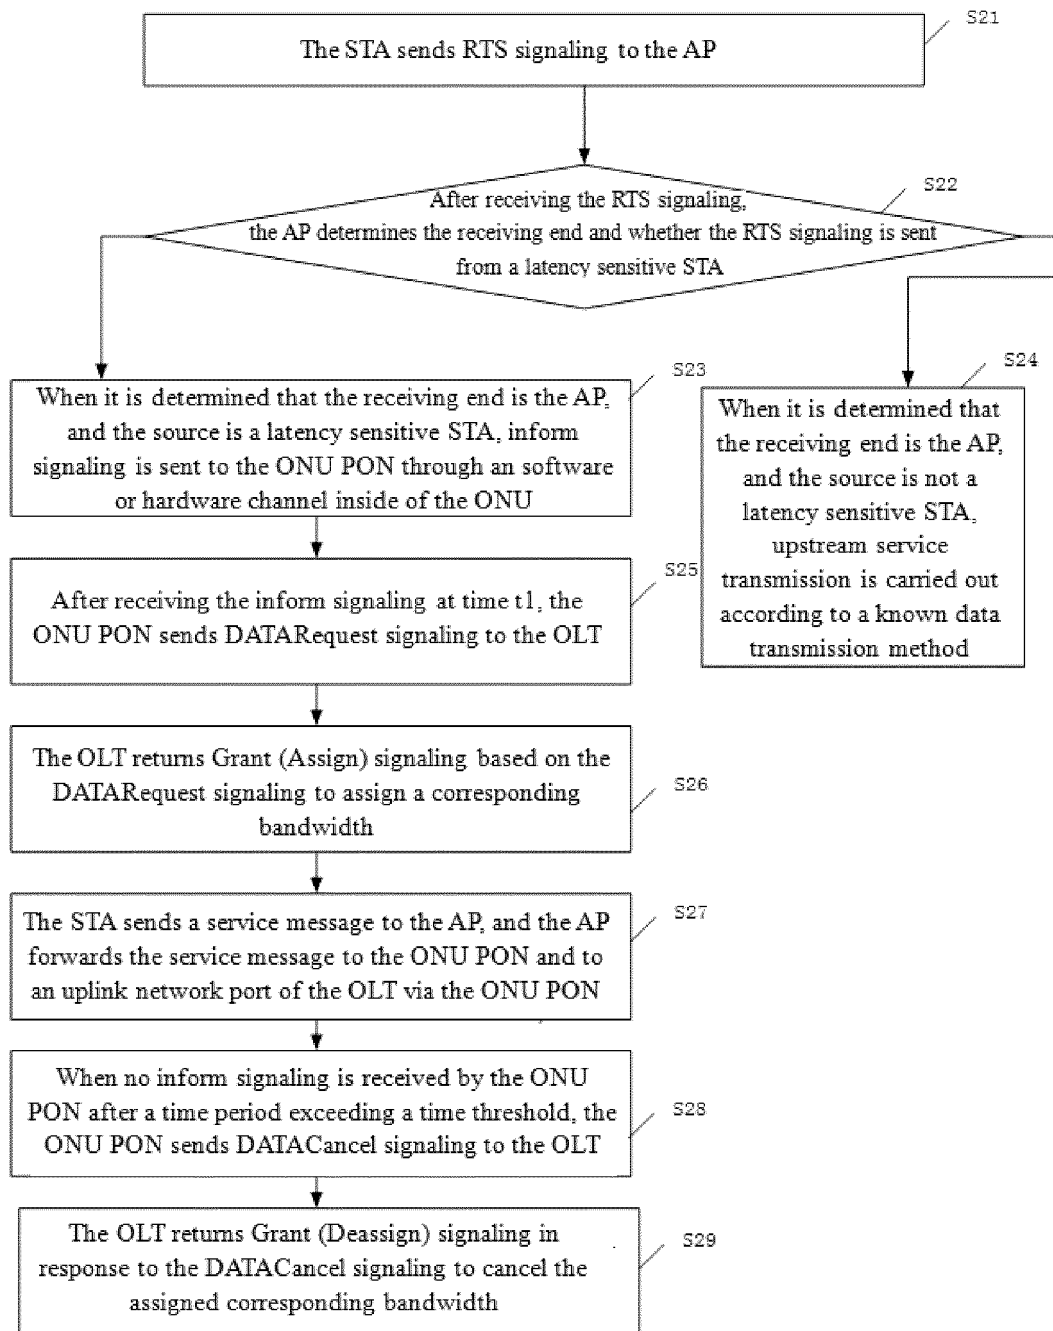 S21
The STA sends RTS signaling to the AP
S22
After receiving the RTS signaling,
the AP determines the receiving end and whether the RTS signaling is sent
from a latency sensitive STA
S23
When it is determined that the receiving end is the AP,
and the source is a latency sensitive STA, inform
signaling is sent to the ONU PON through an software
or hardware channel inside of the ONU
S24
When it is determined that
the receiving end is the AP,
and the source is not a
latency sensitive STA,
upstream service
transmission is carried out
according to a known data
transmission method
S25
After receiving the inform signaling at time t1, the
ONU PON sends DATARequest signaling to the OLT
S26
The OLT returns Grant (Assign) signaling based on the
DATARequest signaling to assign a corresponding
bandwidth
S27
The STA sends a service message to the AP, and the AP
forwards the service message to the ONU PON and to
an uplink network port of the OLT via the ONU PON
S28
When no inform signaling is received by the ONU
PON after a time period exceeding a time threshold, the
ONU PON sends DATACancel signaling to the OLT
S29
The OLT returns Grant (Deassign) signaling in
response to the DATACancel signaling to cancel the
assigned corresponding bandwidth